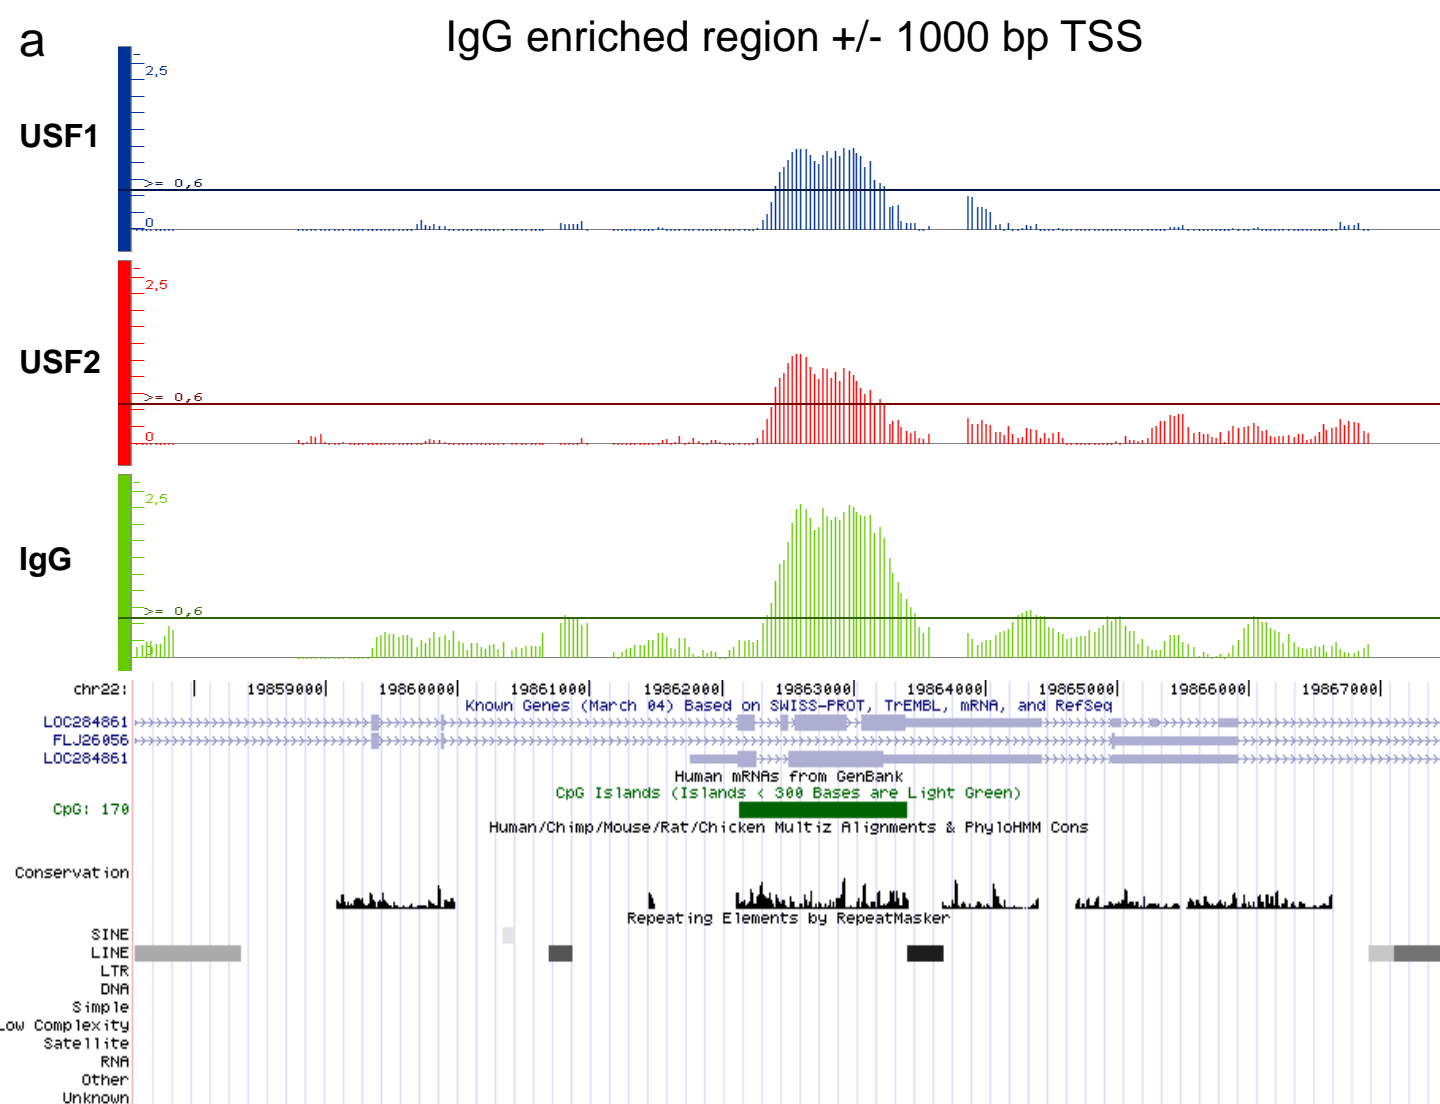 a
IgG enriched region +/- 1000 bp TSS
2,5
USF1
>= 0,6
0
2,5
USF2
>= 0,6
0
2,5
IgG
>= 0,6
0
chr22: 19859000 19860000 19861000 19862000 19863000 19864000 19865000 19866000 19867000
Known Genes (March 04) Based on SWISS-PROT, TrEMBL, mRNA, and RefSeq
LOC284861
FLJ26056
LOC284861
Human mRNAs from GenBank
CpG Islands (Islands < 300 Bases are Light Green)
CpG: 170
Human/Chimp/Mouse/Rat/Chicken Multiz Alignments & PhyloHMM Cons
Conservation
Repeating Elements by RepeatMasker
SINE
LINE
LTR
DNA
Simple
Low Complexity
Satellite
RNA
Other
Unknown